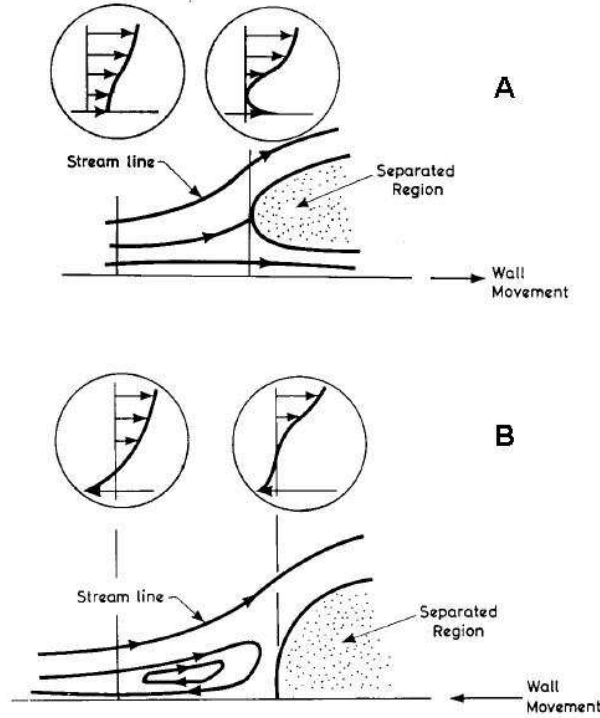 A
Stream line
Separated
Region
Wall
Movement
B
Stream line
Separated
Region
Wall
Movement